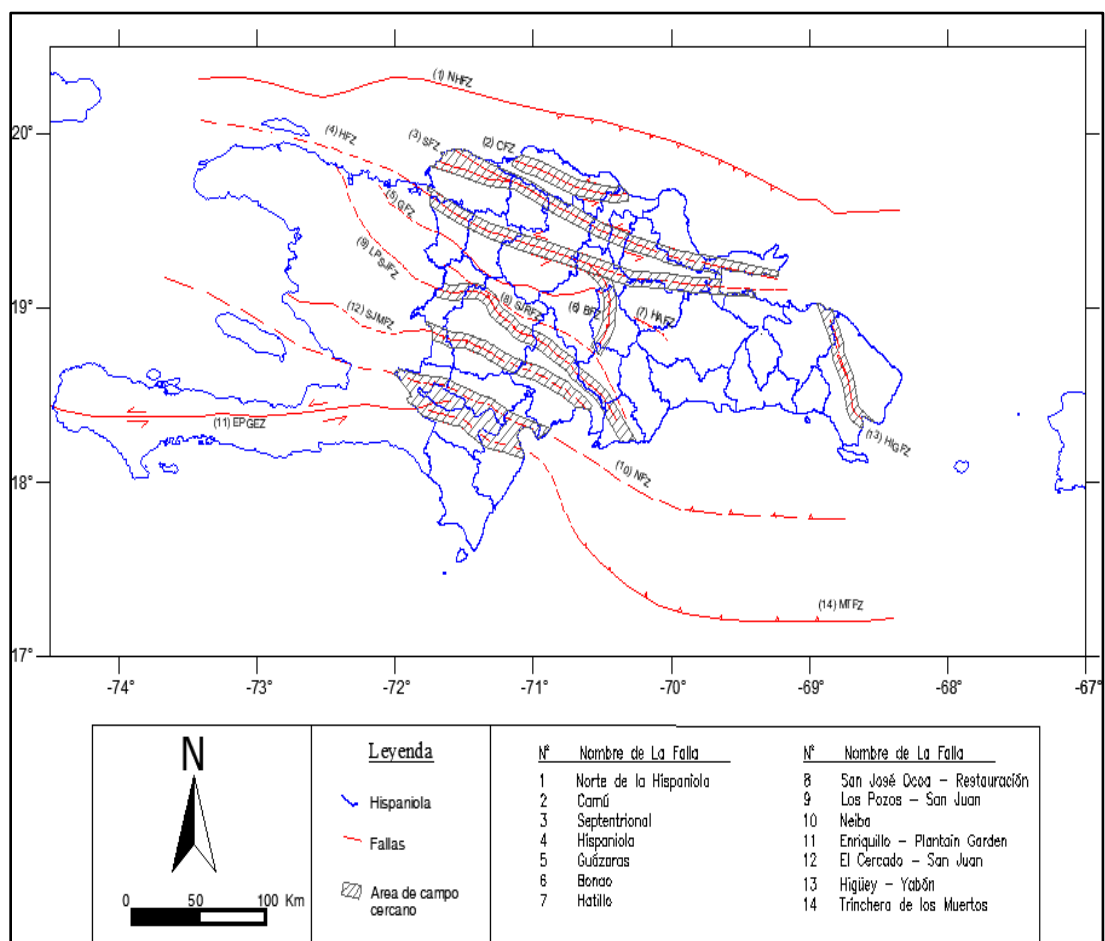 (1) NHFZ
20°
(4) HFZ
(3) SFZ
(2) CFZ
(5) GFZ
(9) LPSJFZ
19°
(12) SJMFZ
(8) SJRFZ
(6) BFZ
(7) HAFZ
(11) EPGEZ
(13) HIGFZ
18°
(10) NFZ
(14) MTFZ
17°
-74° -73° -72° -71° -70° -69° -68° -67°
N
0 50 100 Km
Leyenda
Hispaniola
Fallas
Area de campo
cercano
Nº Nombre de La Falla
1 Norte de la Hispaniola
2 Camú
3 Septentrional
4 Hispaniola
5 Guázaras
6 Bonao
7 Hatillo
Nº Nombre de La Falla
8 San José Ocoa – Restauración
9 Los Pozos – San Juan
10 Neiba
11 Enriquillo – Plantain Garden
12 El Cercado – San Juan
13 Higüey – Yabón
14 Trinchera de los Muertos